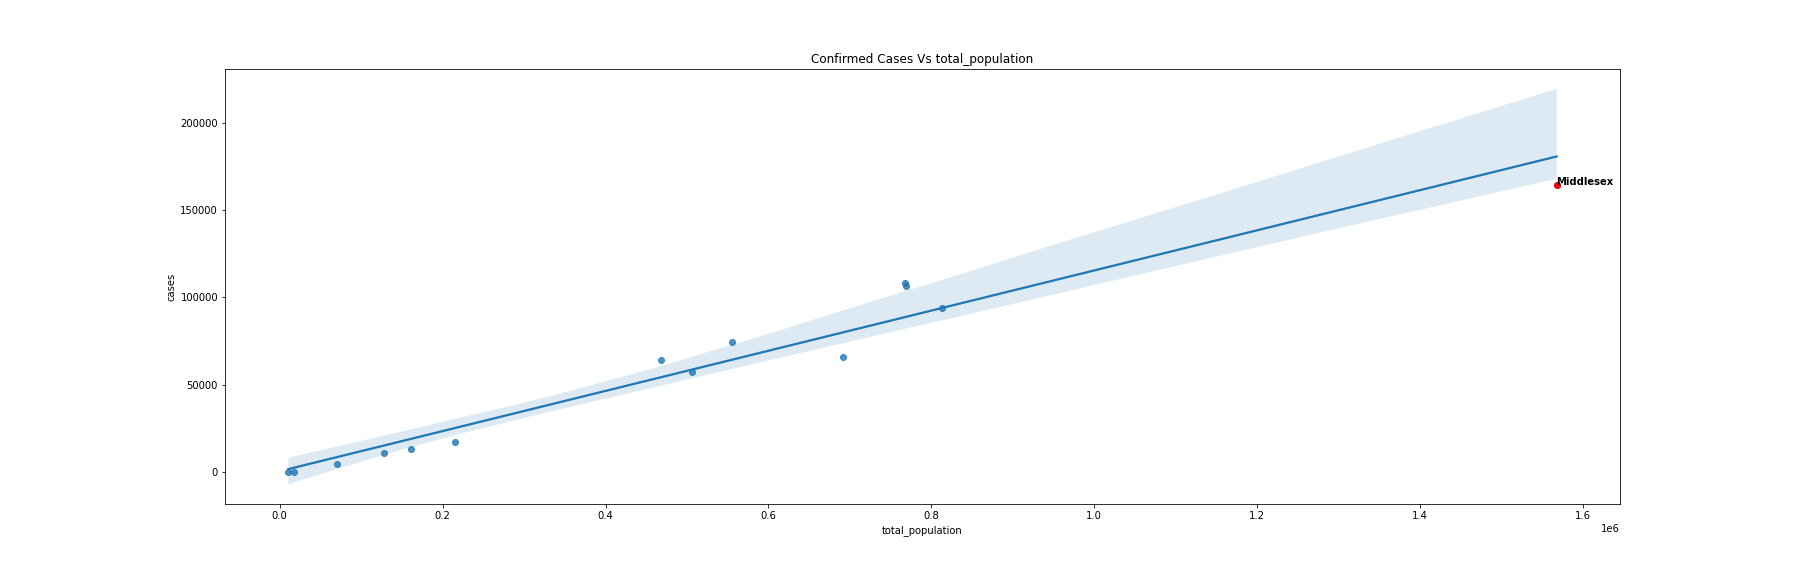 Confirmed Cases Vs total_population
cases
200000
150000
100000
50000
0
Middlesex
0.0 0.2 0.4 0.6 0.8 1.0 1.2 1.4 1.6
1e6
total_population